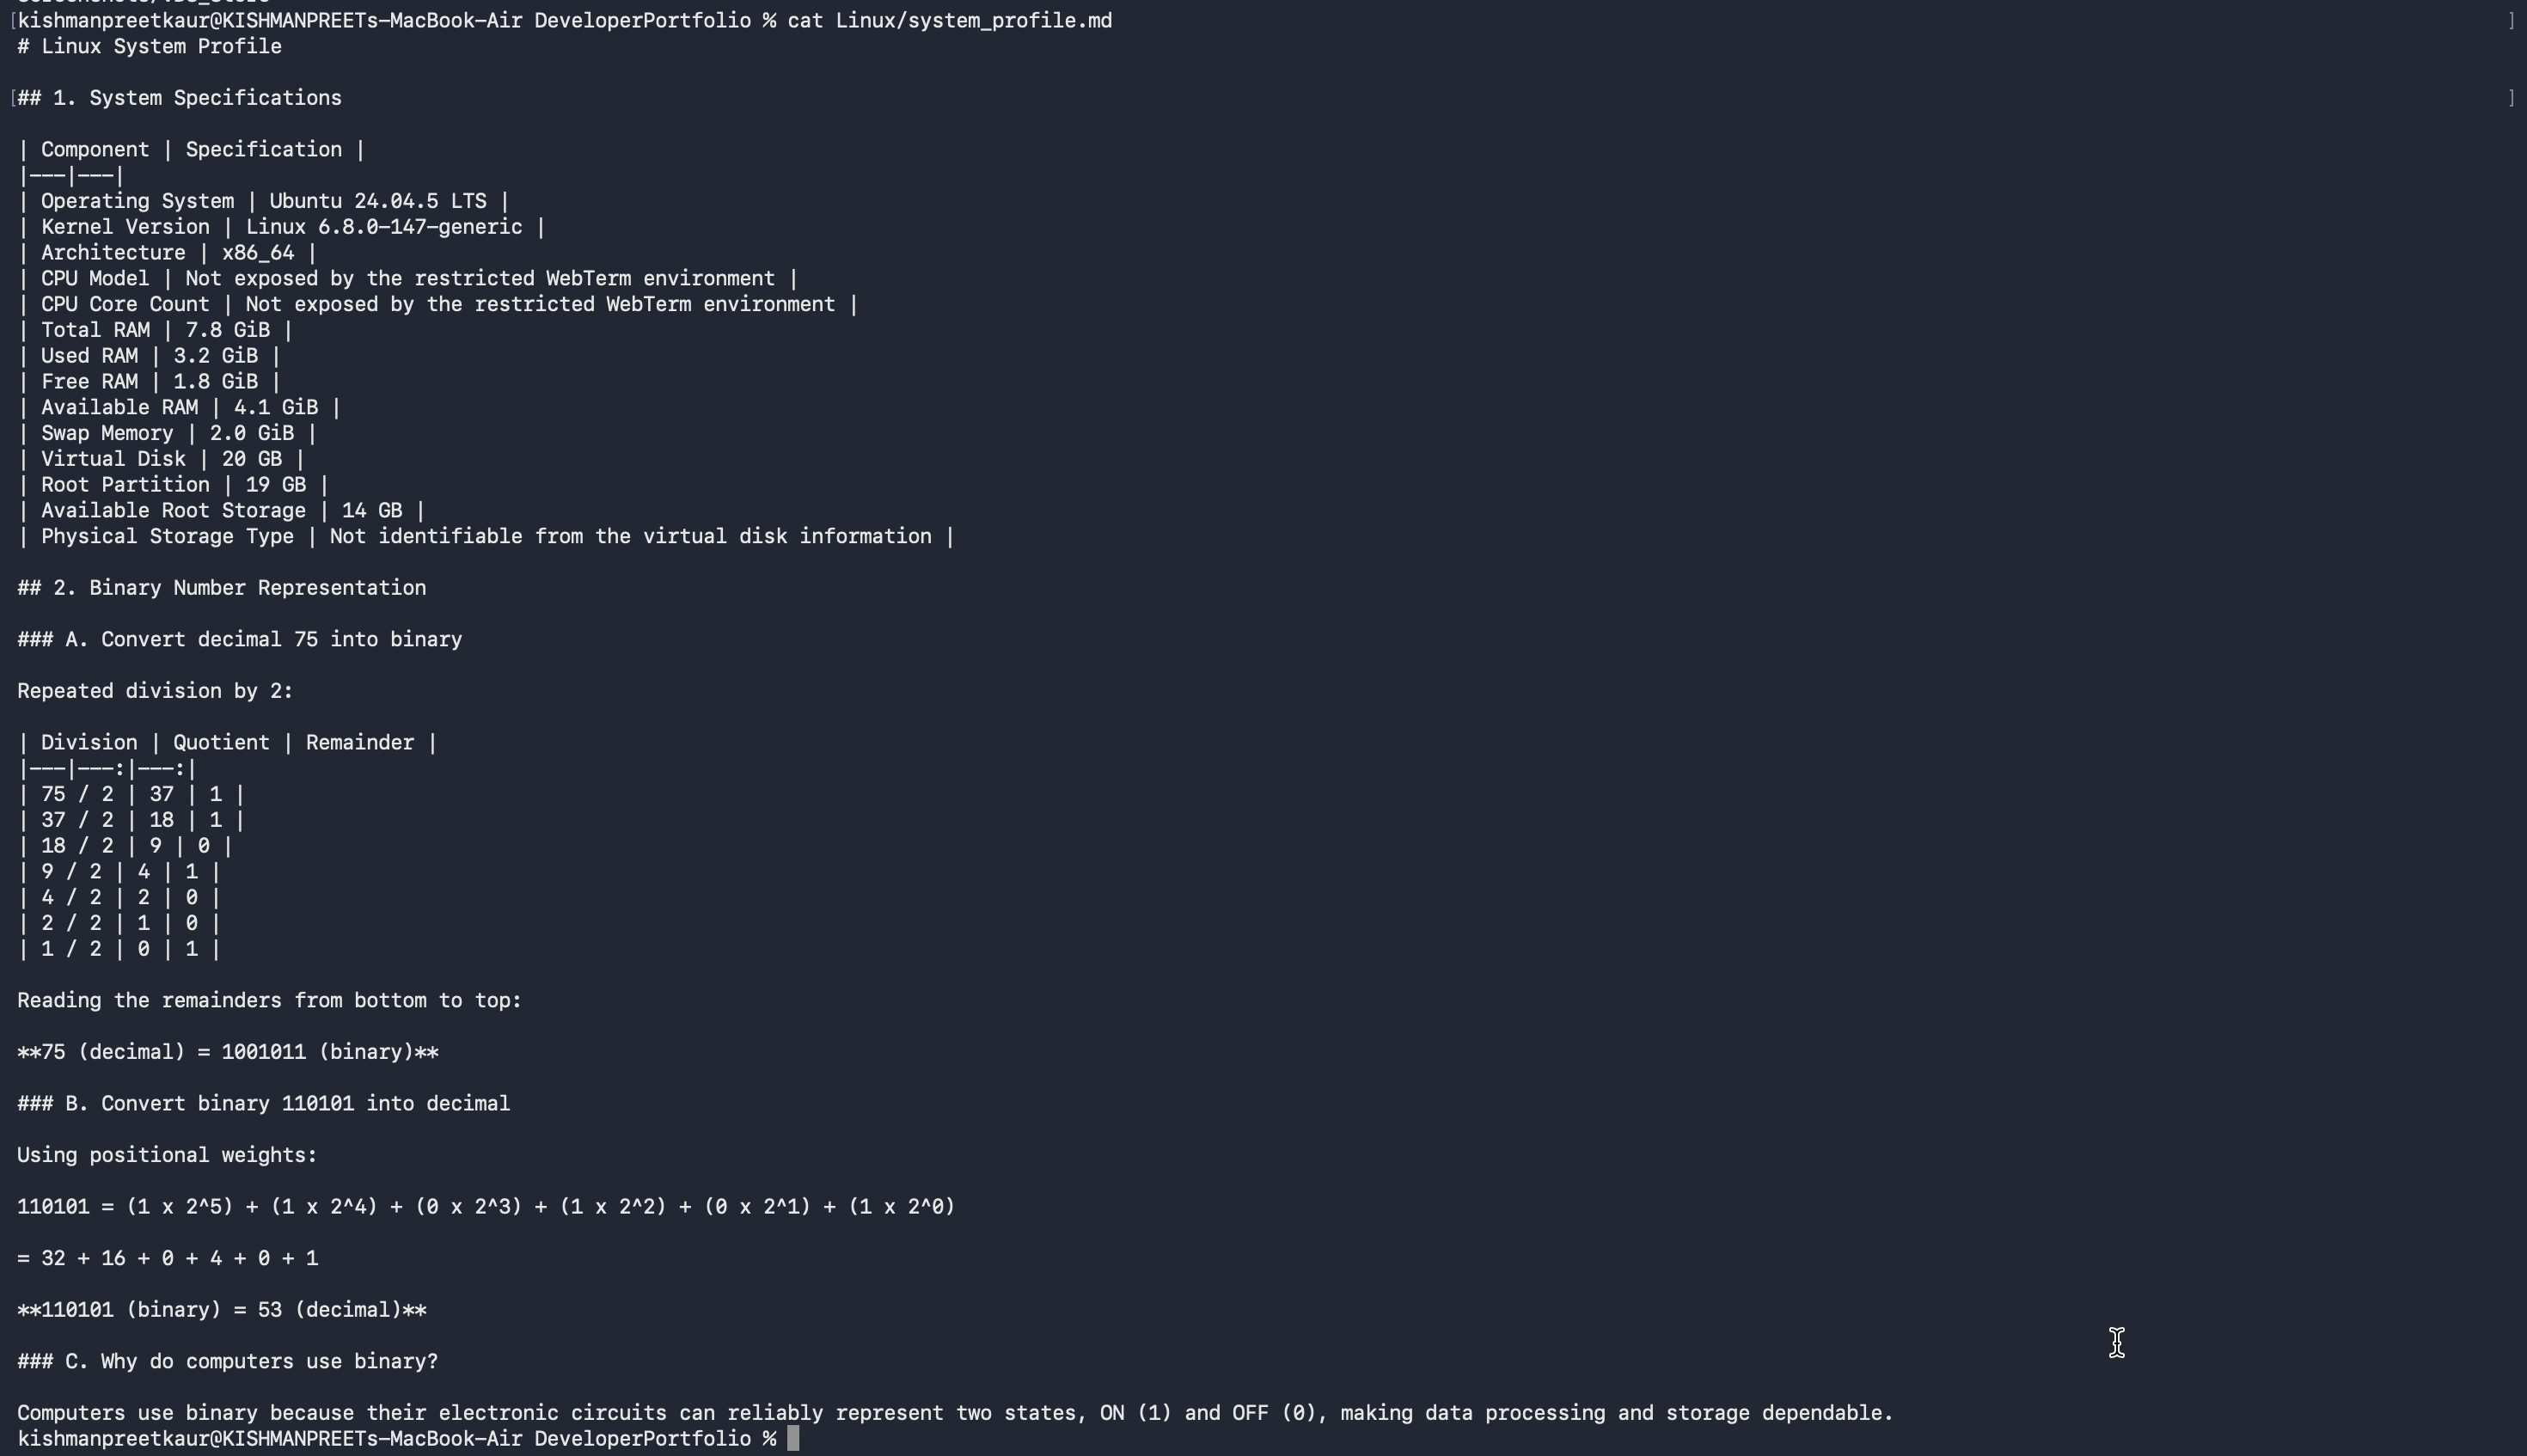 [kishmanpreetkaur@KISHMANPREETs-MacBook-Air DeveloperPortfolio % cat Linux/system_profile.md ]
# Linux System Profile
[## 1. System Specifications ]
| Component | Specification |
|---|---|
| Operating System | Ubuntu 24.04.5 LTS |
| Kernel Version | Linux 6.8.0-147-generic |
| Architecture | x86_64 |
| CPU Model | Not exposed by the restricted WebTerm environment |
| CPU Core Count | Not exposed by the restricted WebTerm environment |
| Total RAM | 7.8 GiB |
| Used RAM | 3.2 GiB |
| Free RAM | 1.8 GiB |
| Available RAM | 4.1 GiB |
| Swap Memory | 2.0 GiB |
| Virtual Disk | 20 GB |
| Root Partition | 19 GB |
| Available Root Storage | 14 GB |
| Physical Storage Type | Not identifiable from the virtual disk information |
## 2. Binary Number Representation
### A. Convert decimal 75 into binary
Repeated division by 2:
| Division | Quotient | Remainder |
|---|---:|---:|
| 75 / 2 | 37 | 1 |
| 37 / 2 | 18 | 1 |
| 18 / 2 | 9 | 0 |
| 9 / 2 | 4 | 1 |
| 4 / 2 | 2 | 0 |
| 2 / 2 | 1 | 0 |
| 1 / 2 | 0 | 1 |
Reading the remainders from bottom to top:
**75 (decimal) = 1001011 (binary)**
### B. Convert binary 110101 into decimal
Using positional weights:
110101 = (1 x 2^5) + (1 x 2^4) + (0 x 2^3) + (1 x 2^2) + (0 x 2^1) + (1 x 2^0)
= 32 + 16 + 0 + 4 + 0 + 1
**110101 (binary) = 53 (decimal)**
### C. Why do computers use binary?
Computers use binary because their electronic circuits can reliably represent two states, ON (1) and OFF (0), making data processing and storage dependable.
kishmanpreetkaur@KISHMANPREETs-MacBook-Air DeveloperPortfolio %